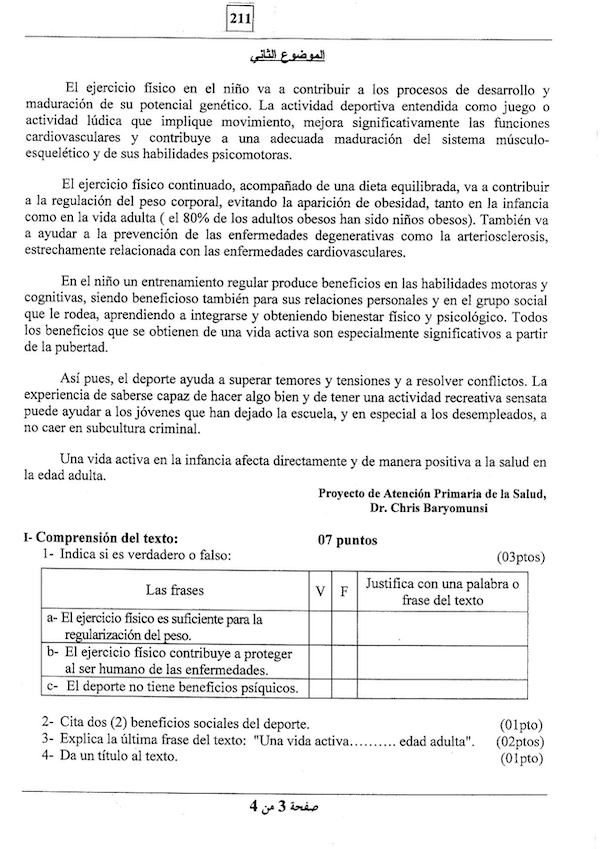 211
الموضوع الثاني
El ejercicio físico en el niño va a contribuir a los procesos de desarrollo y
maduración de su potencial genético. La actividad deportiva entendida como juego o
actividad lúdica que implique movimiento, mejora significativamente las funciones
cardiovasculares y contribuye a una adecuada maduración del sistema músculo-
esquelético y de sus habilidades psicomotoras.
El ejercicio físico continuado, acompañado de una dieta equilibrada, va a contribuir
a la regulación del peso corporal, evitando la aparición de obesidad, tanto en la infancia
como en la vida adulta ( el 80% de los adultos obesos han sido niños obesos). También va
a ayudar a la prevención de las enfermedades degenerativas como la arteriosclerosis,
estrechamente relacionada con las enfermedades cardiovasculares.
En el niño un entrenamiento regular produce beneficios en las habilidades motoras y
cognitivas, siendo beneficioso también para sus relaciones personales y en el grupo social
que le rodea, aprendiendo a integrarse y obteniendo bienestar físico y psicológico. Todos
los beneficios que se obtienen de una vida activa son especialmente significativos a partir
de la pubertad.
Así pues, el deporte ayuda a superar temores y tensiones y a resolver conflictos. La
experiencia de saberse capaz de hacer algo bien y de tener una actividad recreativa sensata
puede ayudar a los jóvenes que han dejado la escuela, y en especial a los desempleados, a
no caer en subcultura criminal.
Una vida activa en la infancia afecta directamente y de manera positiva a la salud en
la edad adulta.
Proyecto de Atención Primaria de la Salud,
Dr. Chris Baryomunsi
I- Comprensión del texto: 07 puntos
1- Indica si es verdadero o falso: (03ptos)
Las frases V F Justifica con una palabra o
frase del texto
a- El ejercicio físico es suficiente para la
regularización del peso.
b- El ejercicio físico contribuye a proteger
al ser humano de las enfermedades.
c- El deporte no tiene beneficios psíquicos.
2- Cita dos (2) beneficios sociales del deporte. (01pto)
3- Explica la última frase del texto: "Una vida activa.......... edad adulta". (02ptos)
4- Da un título al texto. (01pto)
صفحة 3 من 4